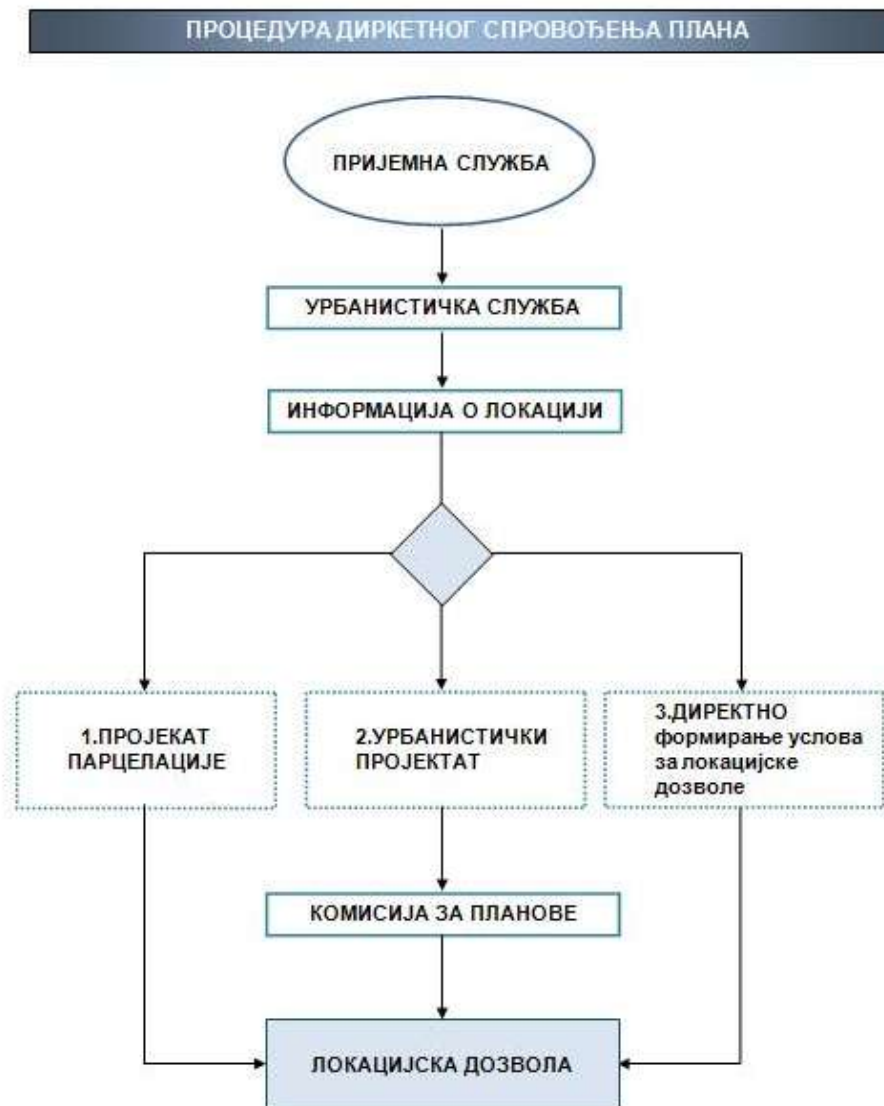 ПРОЦЕДУРА ДИРКЕТНОГ СПРОВОЂЕЊА ПЛАНА
ПРИЈЕМНА СЛУЖБА
УРБАНИСТИЧКА СЛУЖБА
ИНФОРМАЦИЈА О ЛОКАЦИЈИ
1.ПРОЈЕКАТ
ПАРЦЕЛАЦИЈЕ
2.УРБАНИСТИЧКИ
ПРОЈЕКТАТ
3.ДИРЕКТНО
формирање услова
за локацијске
дозволе
КОМИСИЈА ЗА ПЛАНОВЕ
ЛОКАЦИЈСКА ДОЗВОЛА